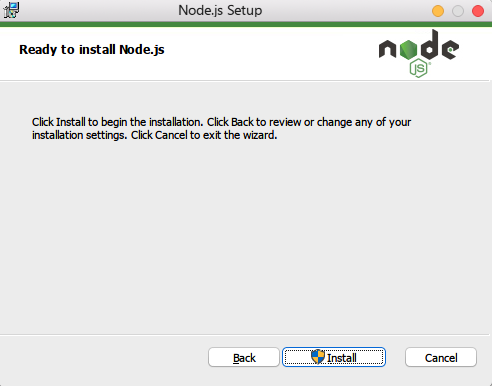 Node.js Setup
Ready to install Node.js
node
JS
Click Install to begin the installation. Click Back to review or change any of your
installation settings. Click Cancel to exit the wizard.
Back
Install
Cancel